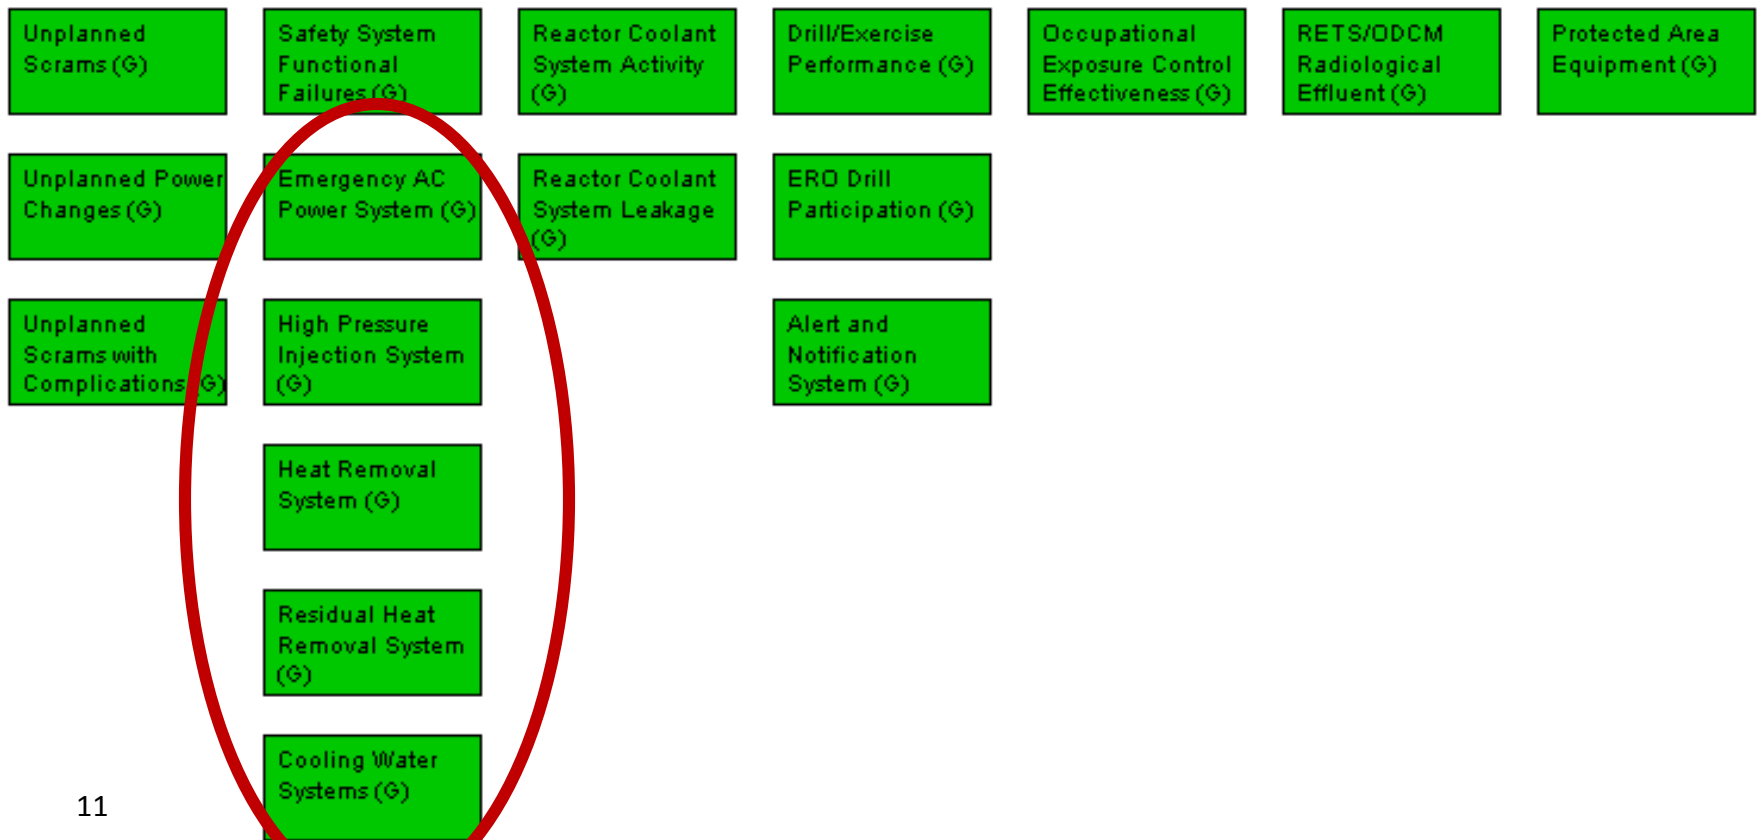 Unplanned
Scrams (G)
Safety System
Functional
Failures (G)
Reactor Coolant
System Activity
(G)
Drill/Exercise
Performance (G)
Occupational
Exposure Control
Effectiveness (G)
RETS/ODCM
Radiological
Effluent (G)
Protected Area
Equipment (G)
Unplanned Power
Changes (G)
Emergency AC
Power System (G)
Reactor Coolant
System Leakage
(G)
ERO Drill
Participation (G)
Unplanned
Scrams with
Complications (G)
High Pressure
Injection System
(G)
Alert and
Notification
System (G)
Heat Removal
System (G)
Residual Heat
Removal System
(G)
Cooling Water
Systems (G)
11